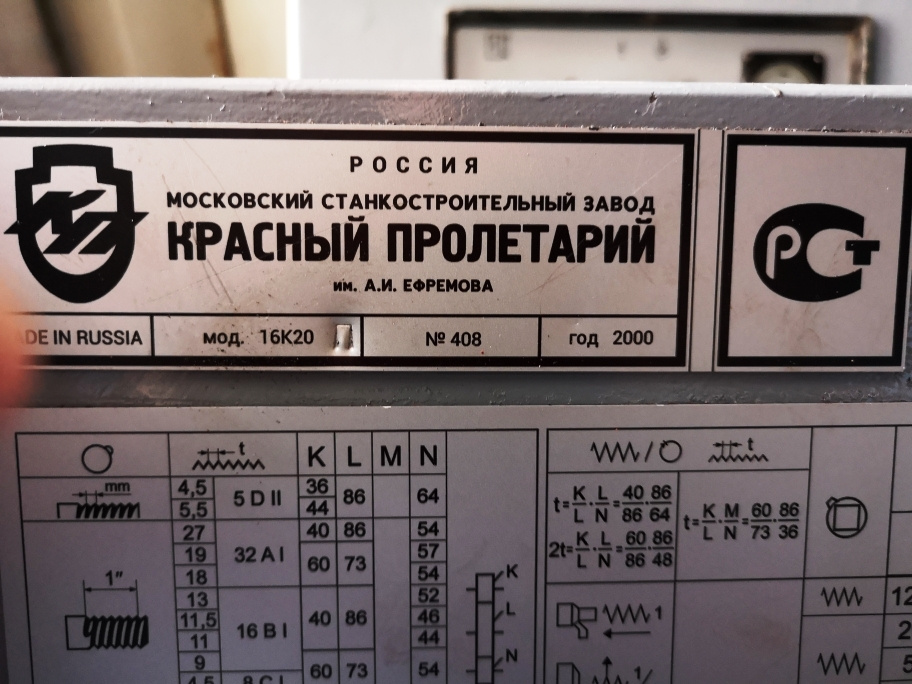 РОССИЯ
МОСКОВСКИЙ СТАНКОСТРОИТЕЛЬНЫЙ ЗАВОД
КРАСНЫЙ ПРОЛЕТАРИЙ
им. А.И. ЕФРЕМОВА
IN RUSSIA мод. 16К20 П № 408 год 2000
РСТ
t K L M N
mm 4,5 5 D II 36 86 64
5,5 44
27 32 A I 40 86 54
19 60 73 57
18 54
1" 13 16 B I 40 86 52
11,5 46
11 44
9 60 73 54
t
t=K/L·L/N=40/86·86/64
2t=K/L·L/N=60/86·86/48
t=K/L·M/N=60/73·86/36
K
L
N
1
1/
12
2
5